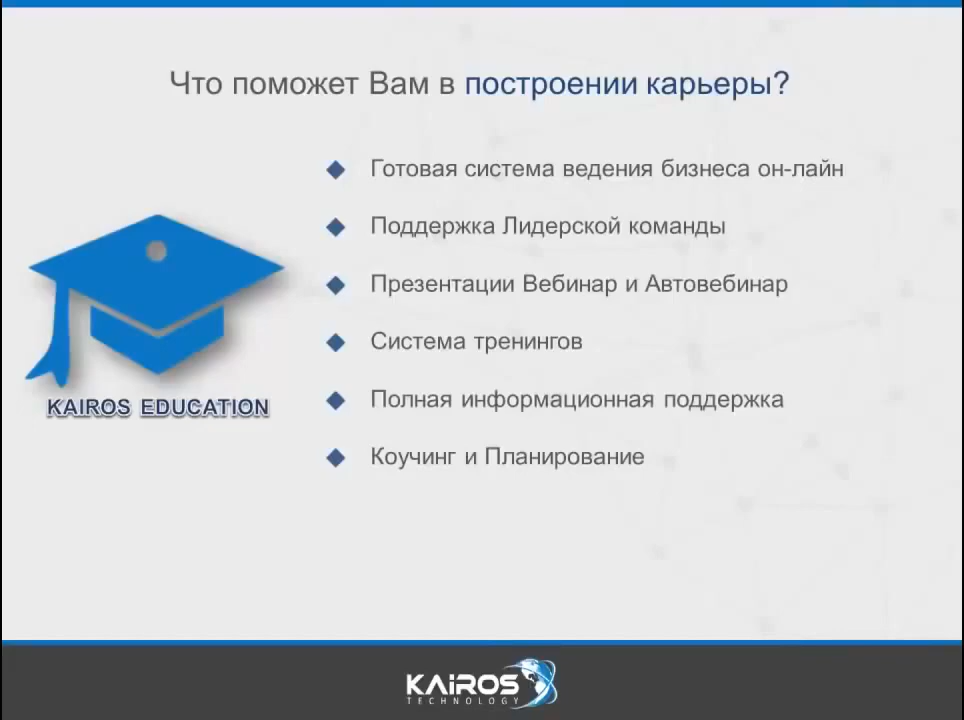 Что поможет Вам в построении карьеры?
Готовая система ведения бизнеса он-лайн
Поддержка Лидерской команды
Презентации Вебинар и Автовебинар
Система тренингов
Полная информационная поддержка
Коучинг и Планирование
KAIROS EDUCATION
KAiROS
TECHNOLOGY